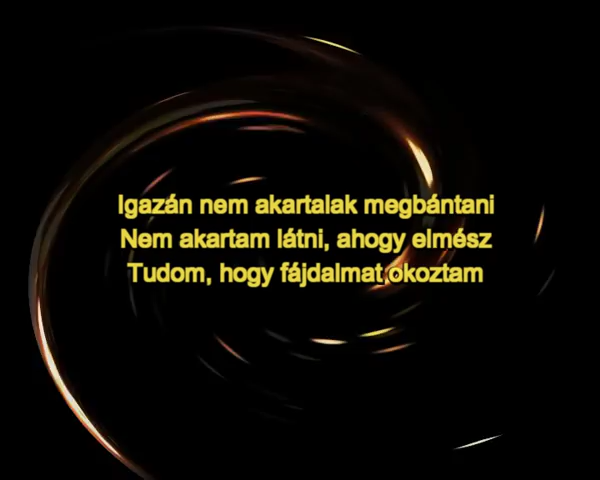 Igazán nem akartalak megbántani
Nem akartam látni, ahogy elmész
Tudom, hogy fájdalmat okoztam